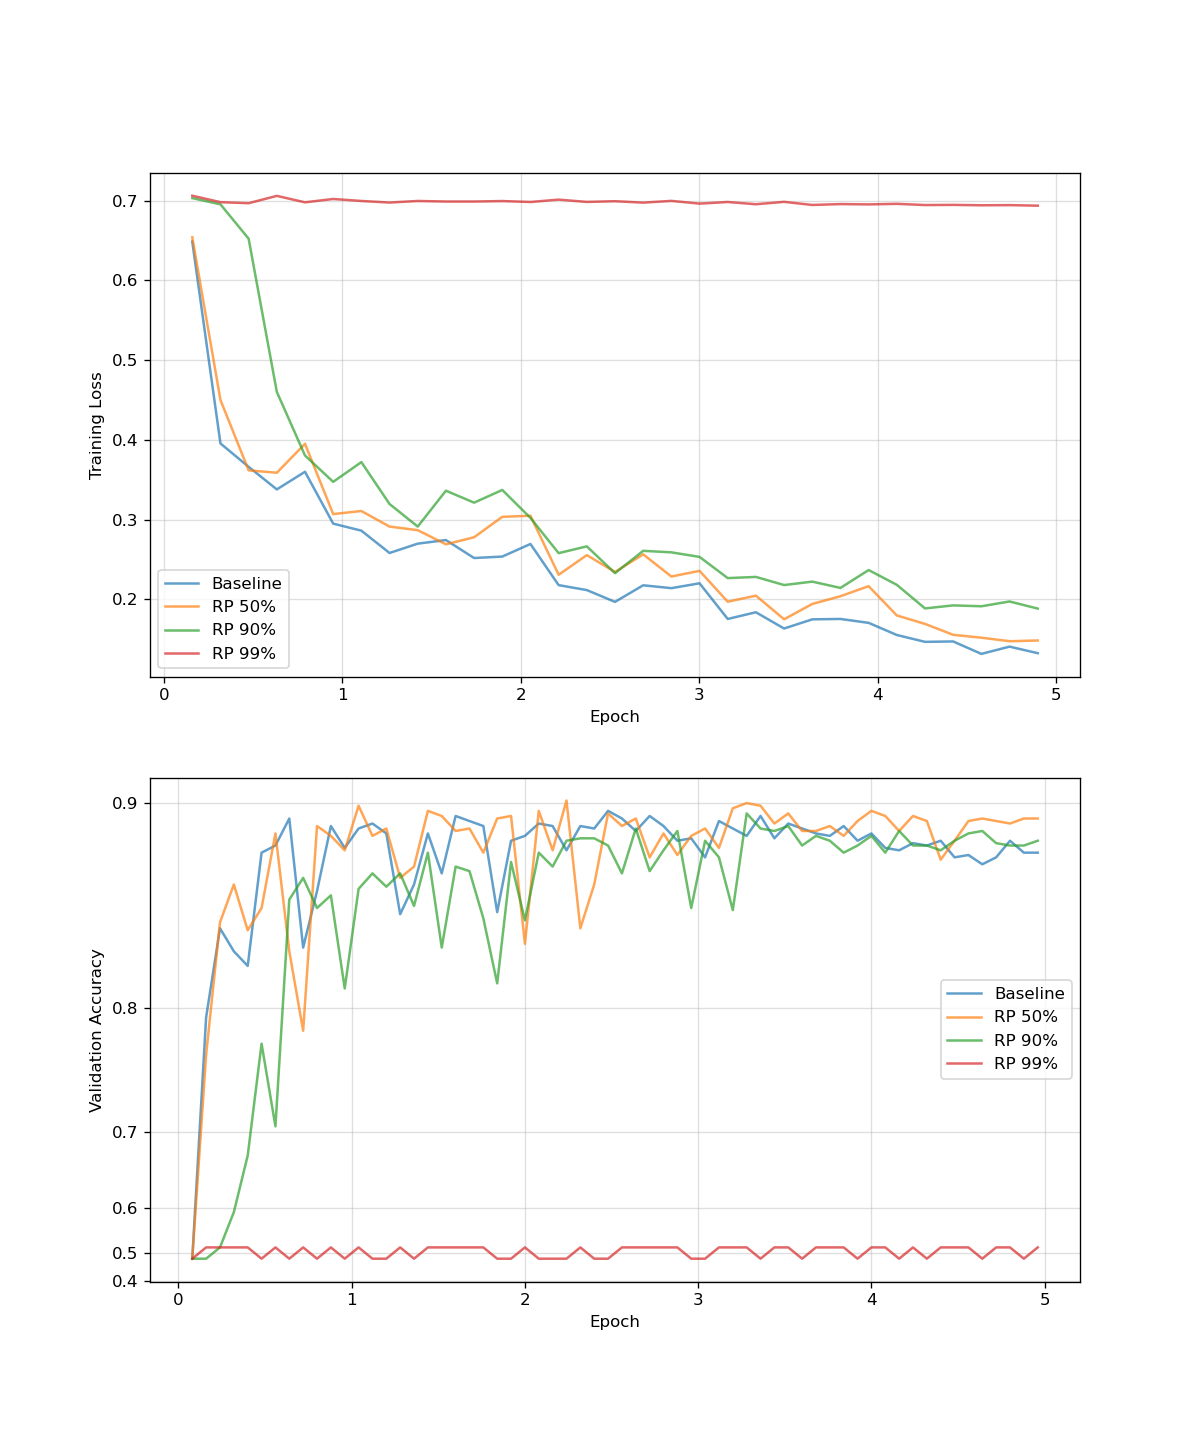 0.7
0.6
0.5
0.4
0.3
0.2
Training Loss
Baseline
RP 50%
RP 90%
RP 99%
0 1 2 3 4 5
Epoch
0.9
0.8
0.7
0.6
0.5
0.4
Validation Accuracy
Baseline
RP 50%
RP 90%
RP 99%
0 1 2 3 4 5
Epoch